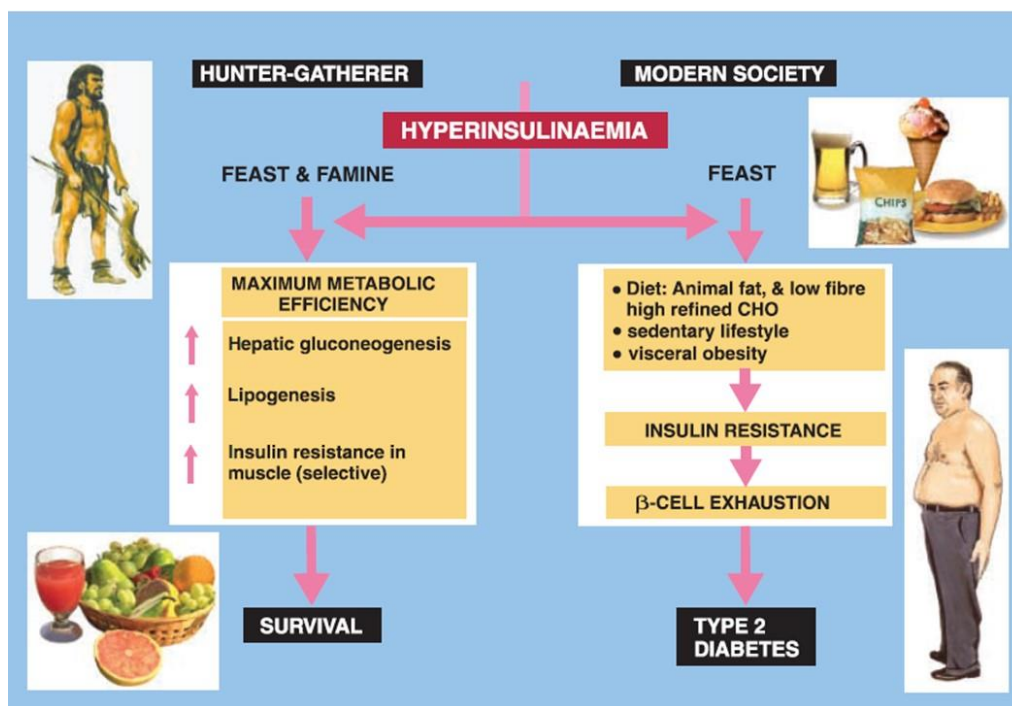 HUNTER-GATHERER
MODERN SOCIETY
HYPERINSULINAEMIA
FEAST & FAMINE
FEAST
CHIPS
MAXIMUM METABOLIC
EFFICIENCY
Hepatic gluconeogenesis
Lipogenesis
Insulin resistance in
muscle (selective)
SURVIVAL
• Diet: Animal fat, & low fibre
high refined CHO
• sedentary lifestyle
• visceral obesity
INSULIN RESISTANCE
β-CELL EXHAUSTION
TYPE 2
DIABETES